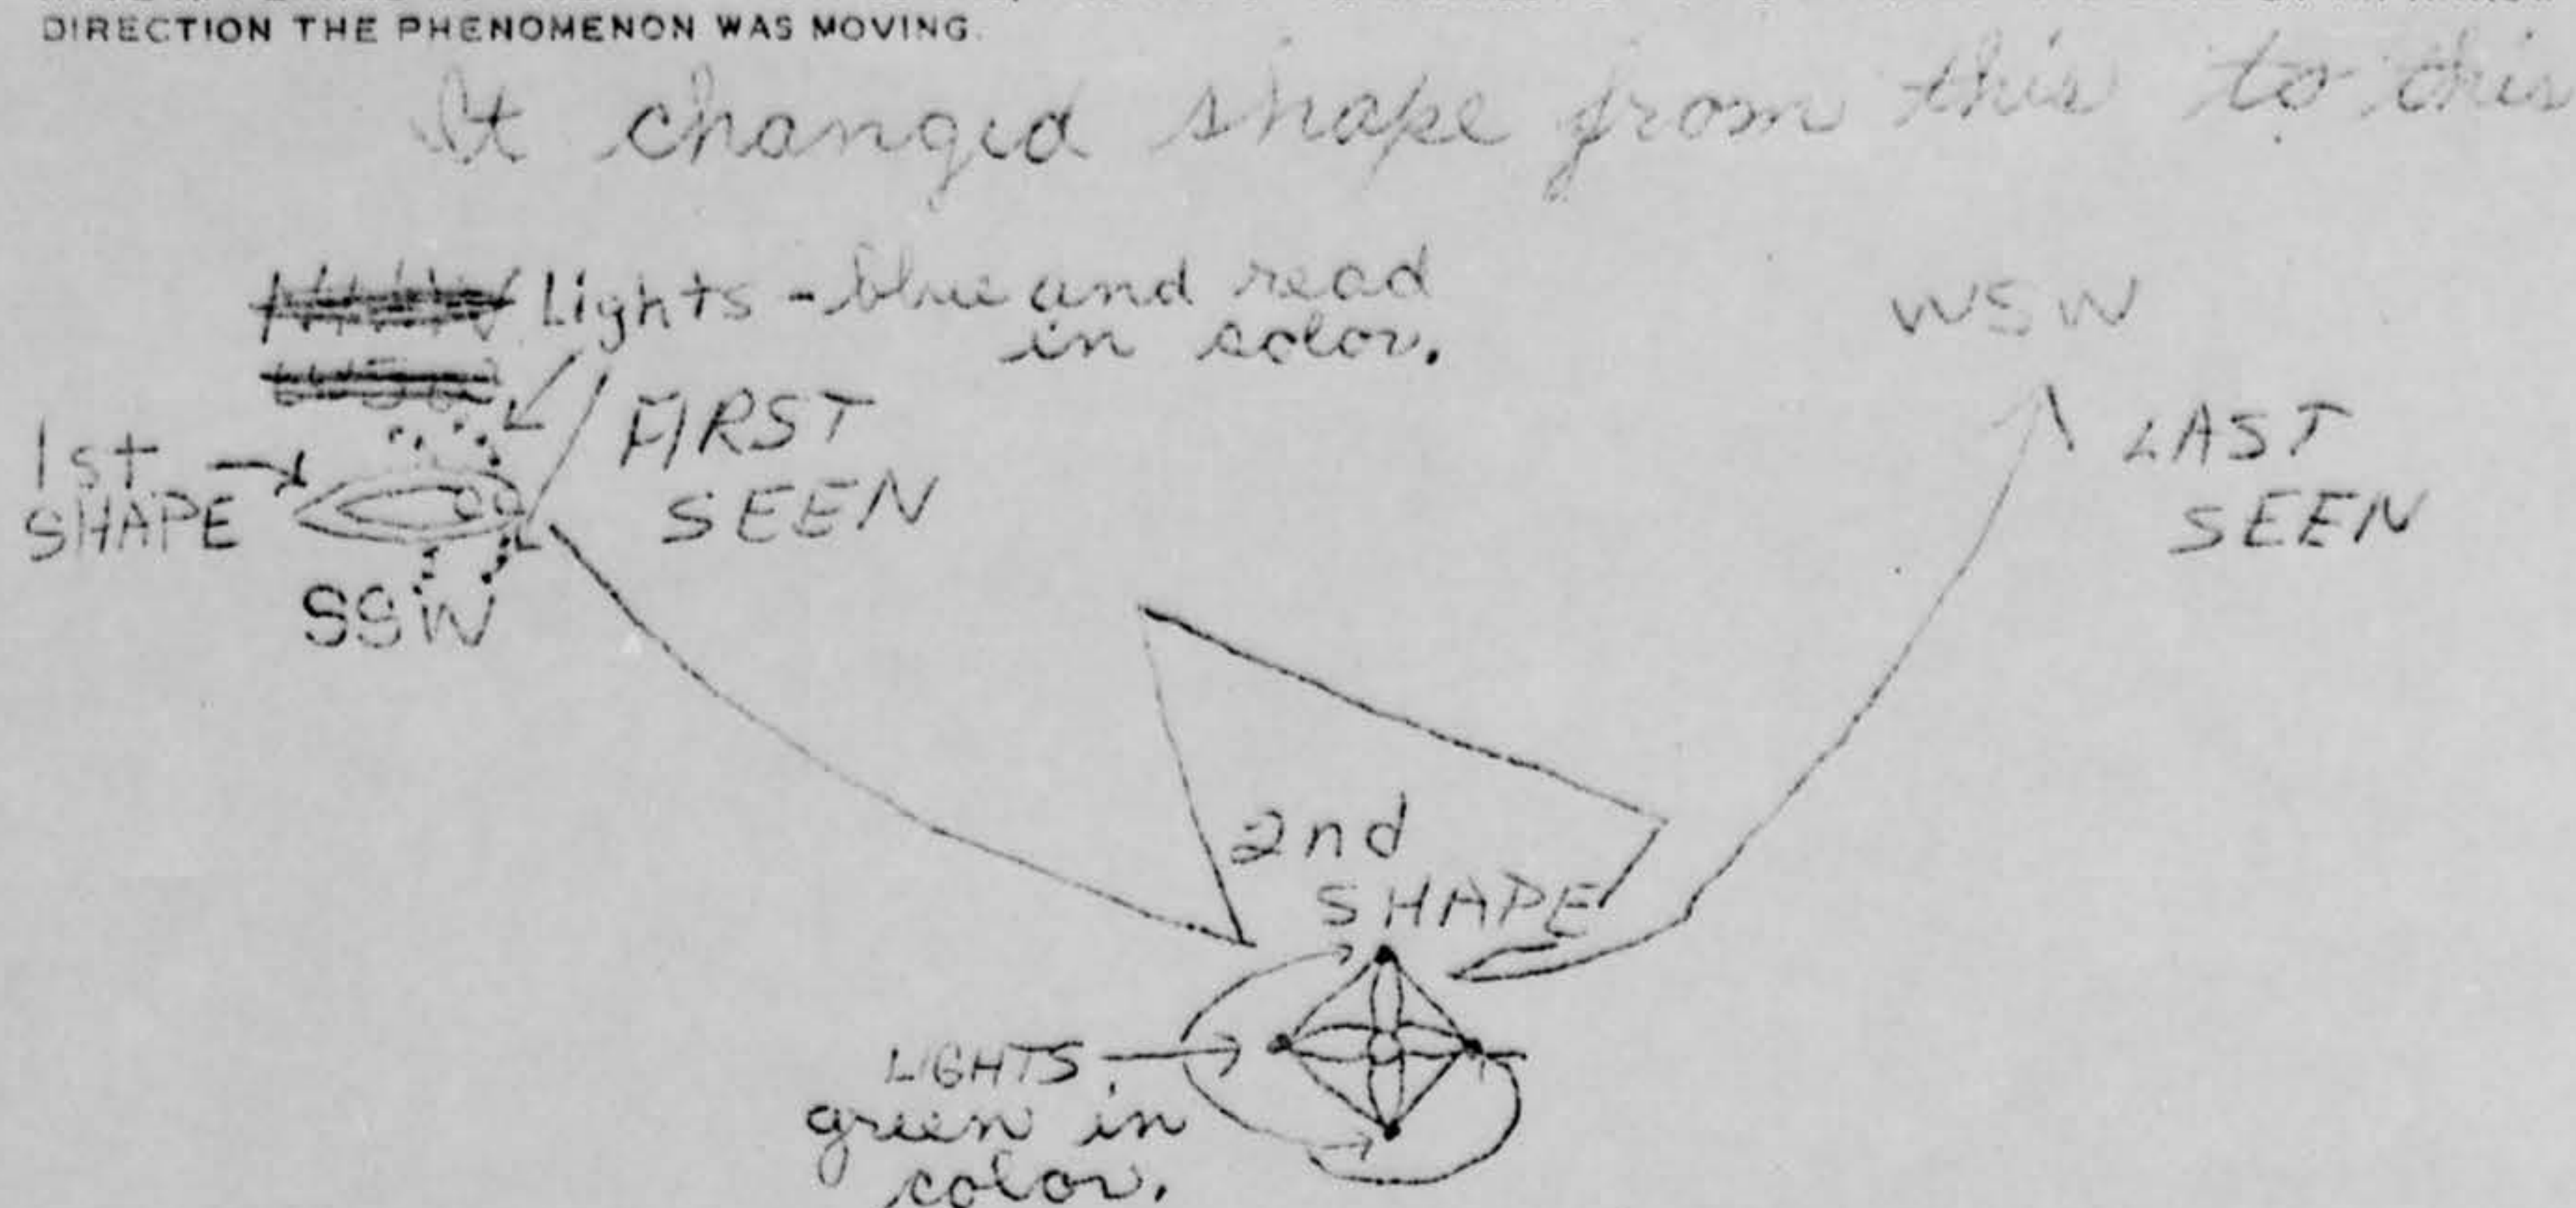 DIRECTION THE PHENOMENON WAS MOVING.
It changed shape from this to this
Lights - blue and read
in color.
WSW
1st
SHAPE
FIRST
SEEN
LAST
SEEN
SSW
2nd
SHAPE
LIGHTS,
green in
color.